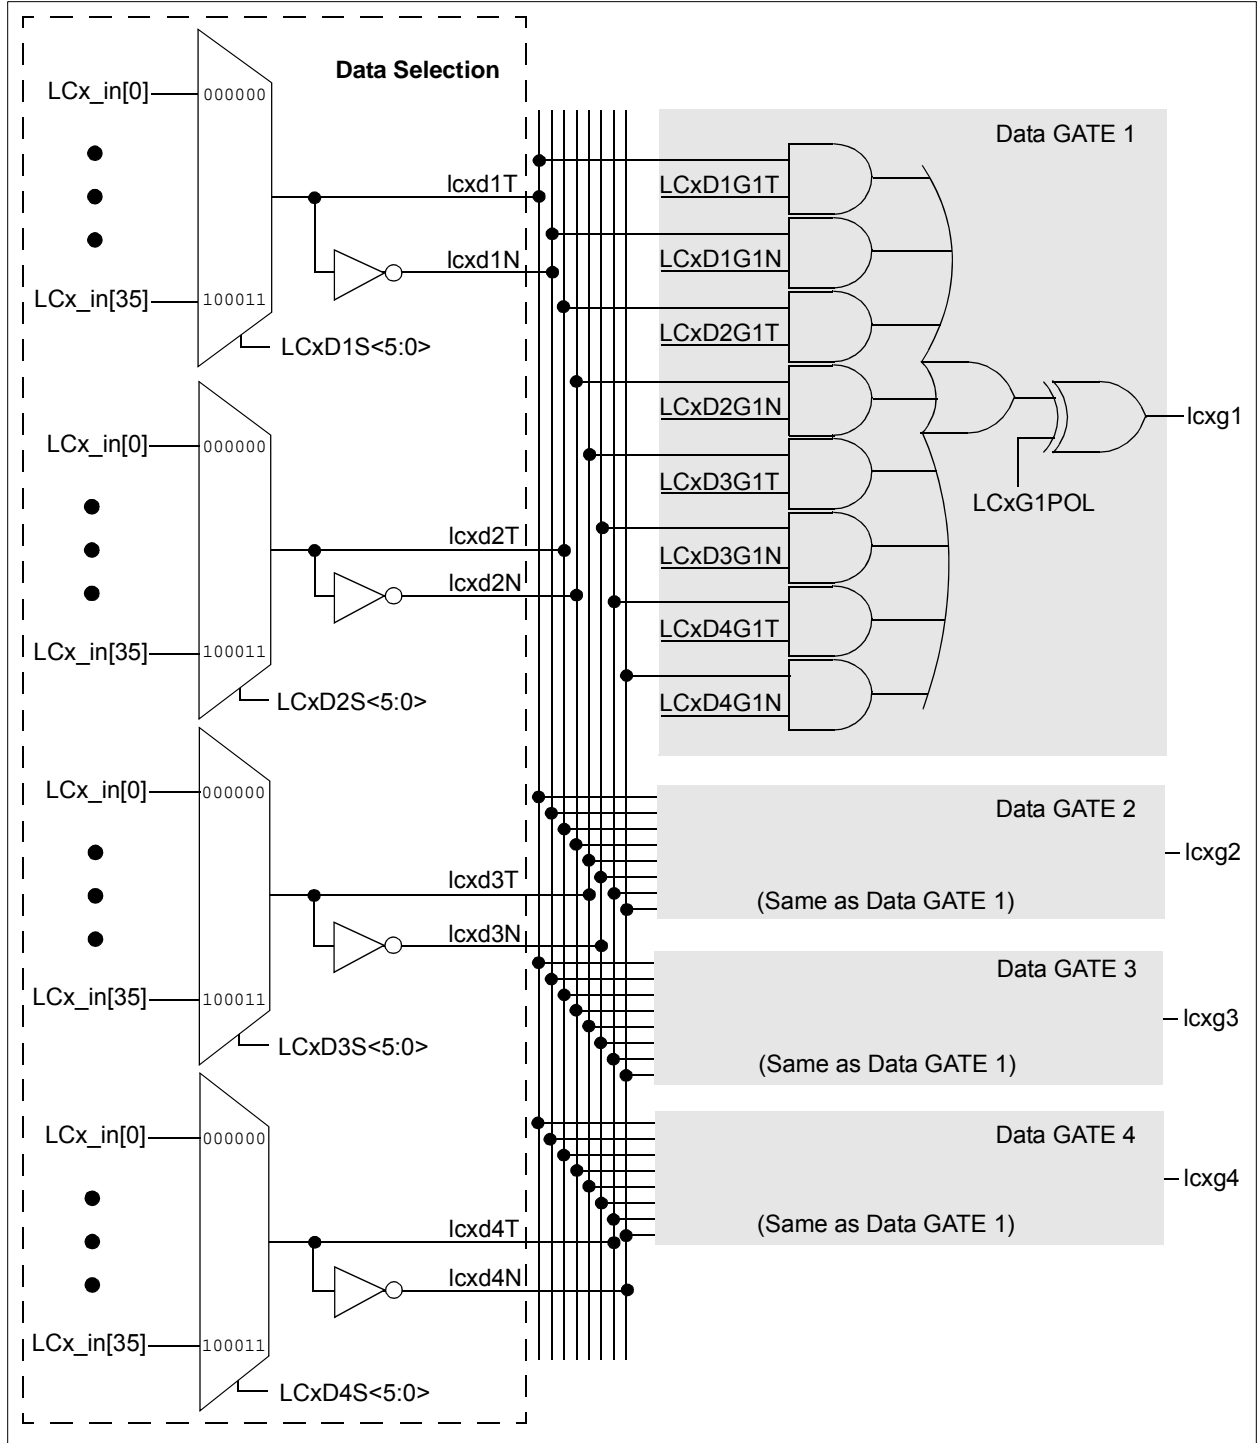 Data Selection
LCx_in[0]
000000
lcxd1T
lcxd1N
LCx_in[35]
100011
LCxD1S<5:0>
LCx_in[0]
000000
lcxd2T
lcxd2N
LCx_in[35]
100011
LCxD2S<5:0>
LCx_in[0]
000000
lcxd3T
lcxd3N
LCx_in[35]
100011
LCxD3S<5:0>
LCx_in[0]
000000
lcxd4T
lcxd4N
LCx_in[35]
100011
LCxD4S<5:0>
Data GATE 1
LCxD1G1T
LCxD1G1N
LCxD2G1T
LCxD2G1N
LCxD3G1T
LCxD3G1N
LCxD4G1T
LCxD4G1N
LCxG1POL
lcxg1
Data GATE 2
(Same as Data GATE 1)
lcxg2
Data GATE 3
(Same as Data GATE 1)
lcxg3
Data GATE 4
(Same as Data GATE 1)
lcxg4